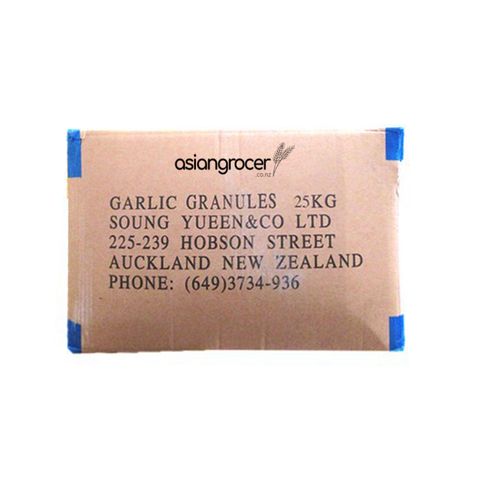 asiangrocer
.co.nz
GARLIC GRANULES 25KG
SOUNG YUEEN&CO LTD
225-239 HOBSON STREET
AUCKLAND NEW ZEALAND
PHONE: (649)3734-936